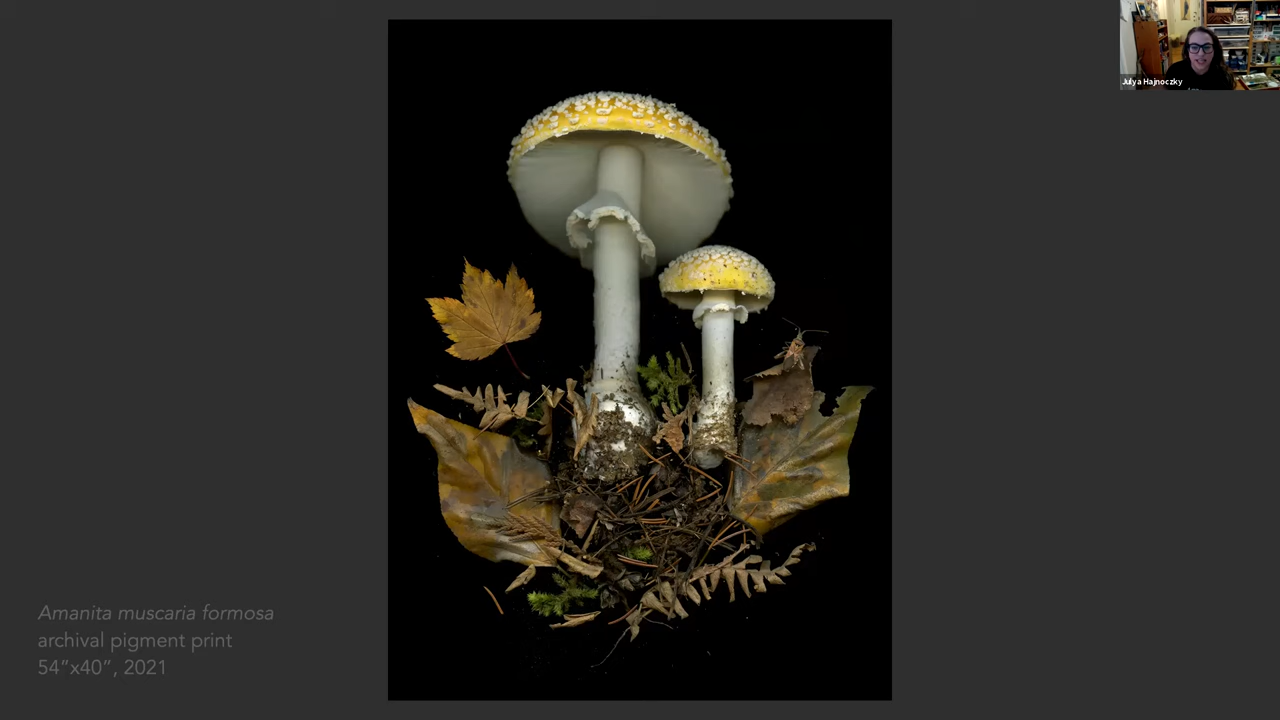 Julya Hajnoczky
Amanita muscaria formosa
archival pigment print
54"x40", 2021